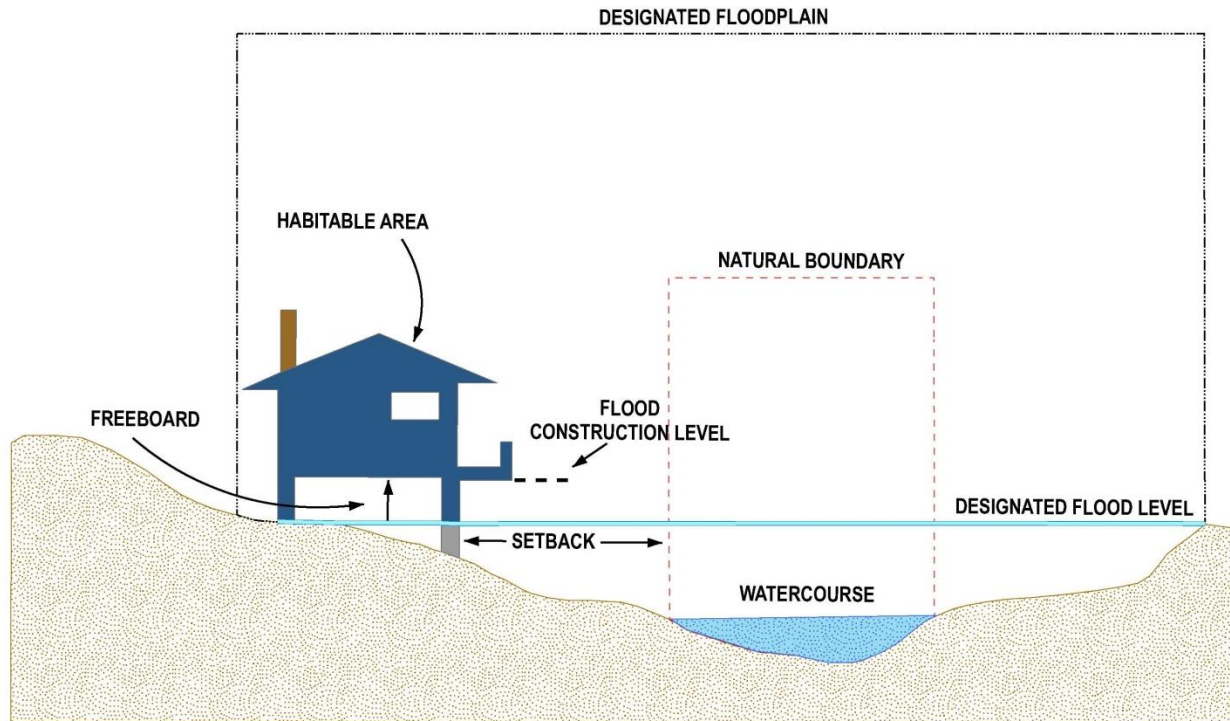 DESIGNATED FLOODPLAIN
HABITABLE AREA
NATURAL BOUNDARY
FREEBOARD
FLOOD
CONSTRUCTION LEVEL
DESIGNATED FLOOD LEVEL
SETBACK
WATERCOURSE